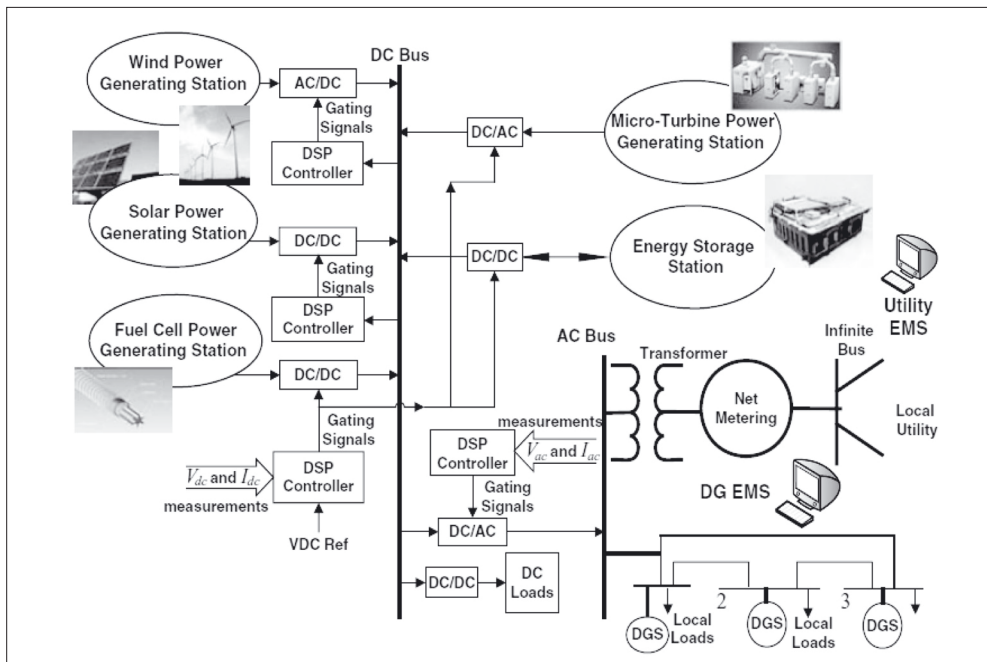 Wind Power
Generating Station
AC/DC
Gating
Signals
DSP
Controller
Solar Power
Generating Station
DC/DC
Gating
Signals
DSP
Controller
Fuel Cell Power
Generating Station
DC/DC
Gating
Signals
DSP
Controller
Vdc and Idc
measurements
VDC Ref
DC Bus
DC/AC
Micro-Turbine Power
Generating Station
DC/DC
Energy Storage
Station
Utility
EMS
AC Bus
Transformer
Net
Metering
Infinite
Bus
Local
Utility
measurements
Vac and Iac
DSP
Controller
Gating
Signals
DC/AC
DC/DC
DC
Loads
DG EMS
DGS
Local
Loads
2
DGS
Local
Loads
3
DGS